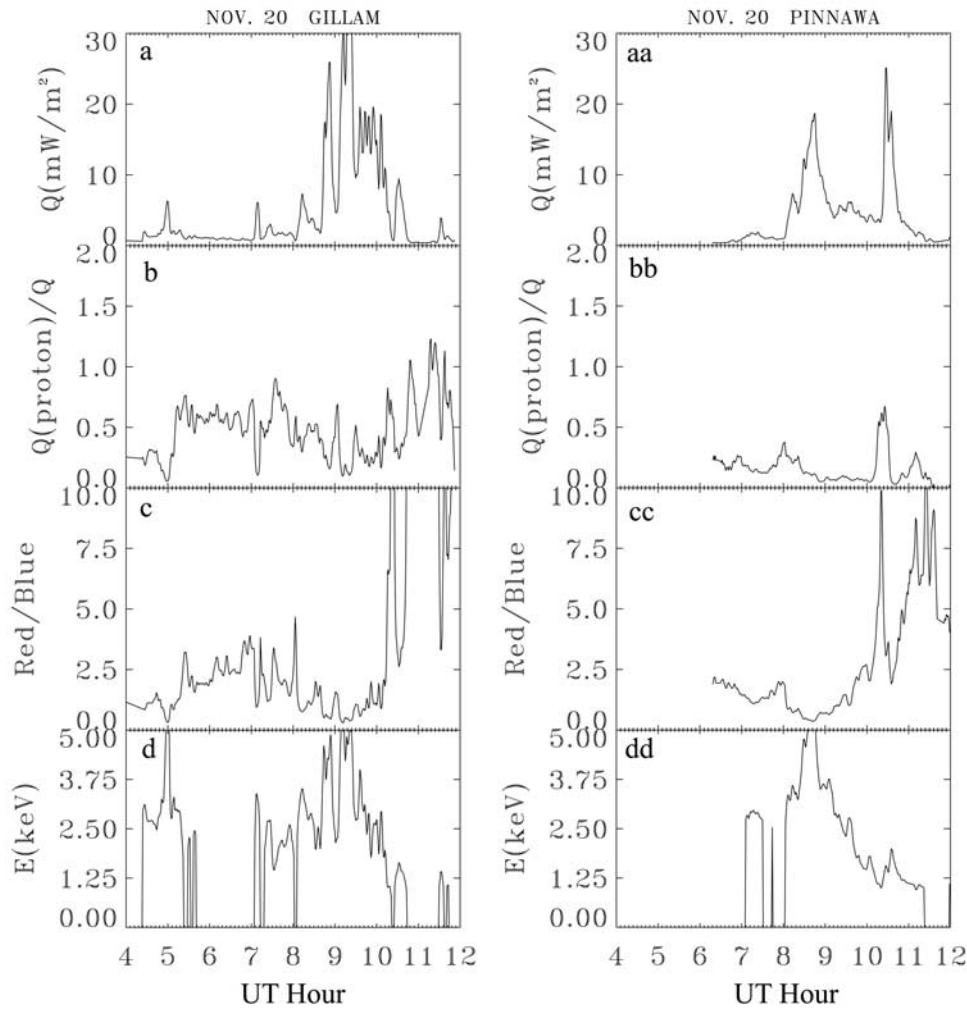 NOV. 20 GILLAM
NOV. 20 PINNAWA
a
30
20
10
0
Q(mW/m²)
aa
30
20
10
0
Q(mW/m²)
b
2.0
1.5
1.0
0.5
0.0
Q(proton)/Q
bb
2.0
1.5
1.0
0.5
0.0
Q(proton)/Q
c
10.0
7.5
5.0
2.5
0.0
Red/Blue
cc
10.0
7.5
5.0
2.5
0.0
Red/Blue
d
5.00
3.75
2.50
1.25
0.00
E(keV)
dd
5.00
3.75
2.50
1.25
0.00
E(keV)
4 5 6 7 8 9 10 11 12
4 5 6 7 8 9 10 11 12
UT Hour
UT Hour